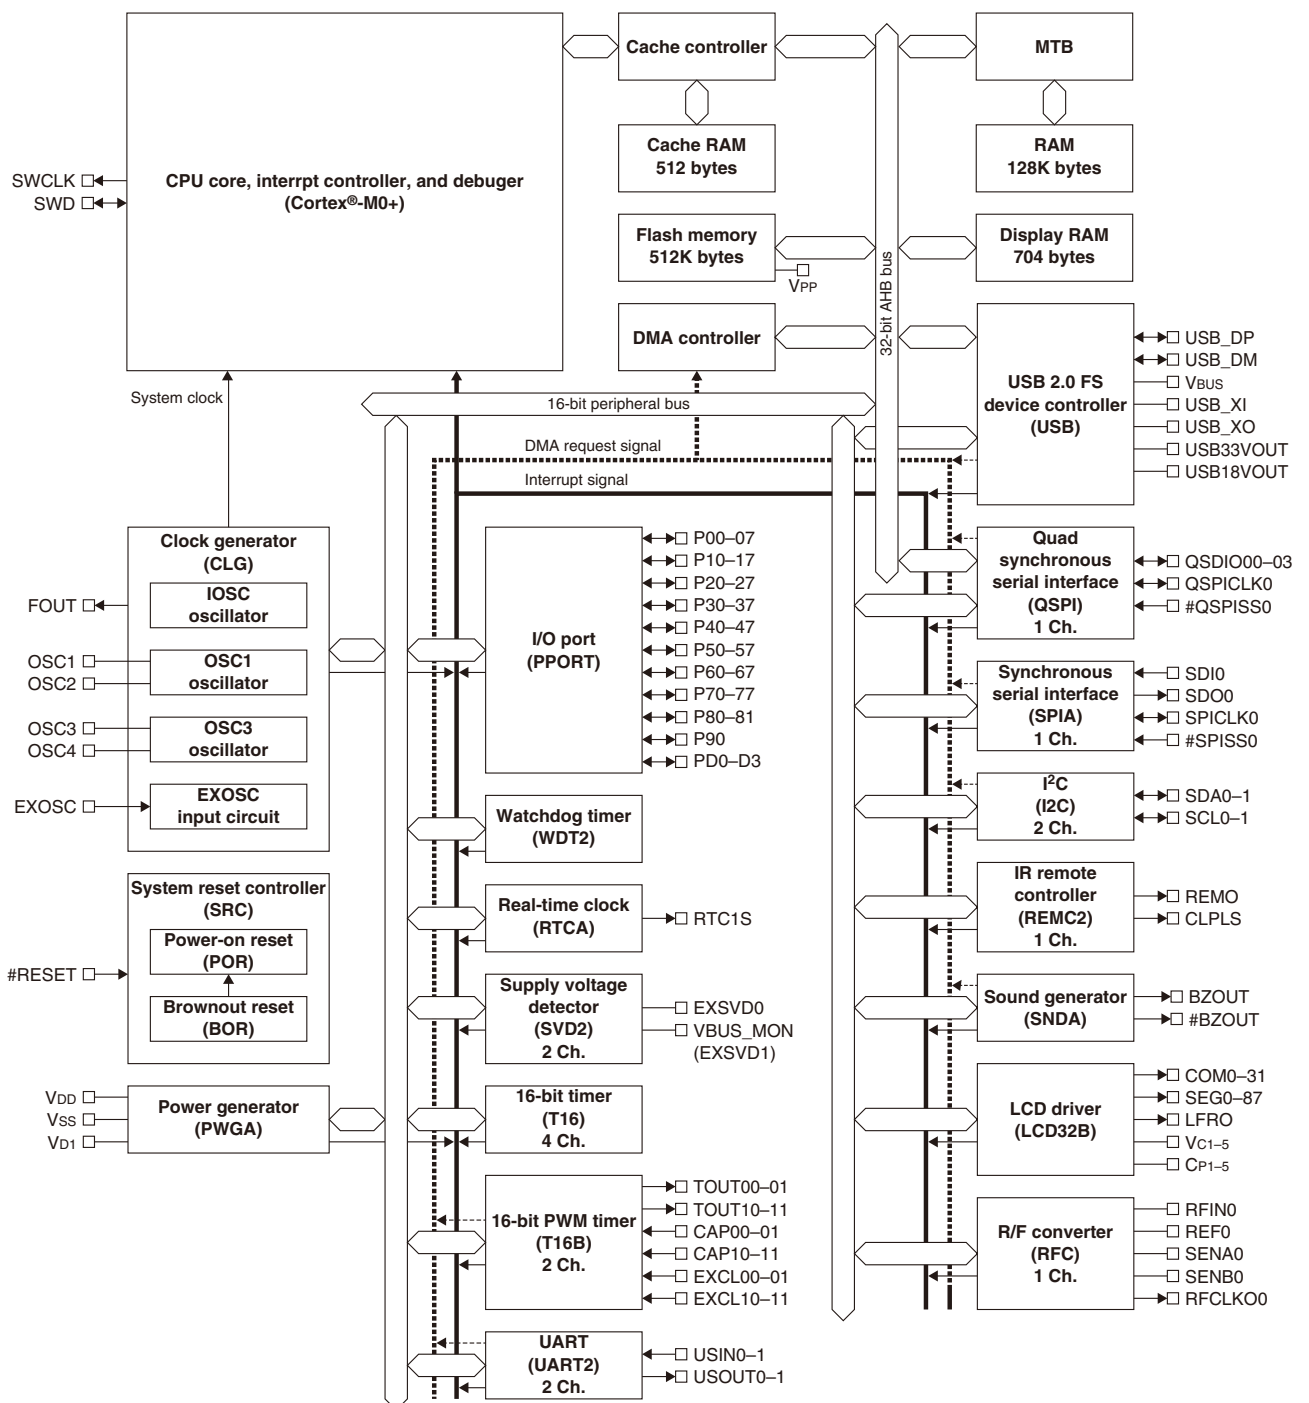 Cache controller
MTB
Cache RAM
512 bytes
RAM
128K bytes
SWCLK
SWD
CPU core, interrpt controller, and debuger
(Cortex®-M0+)
Flash memory
512K bytes
VPP
Display RAM
704 bytes
32-bit AHB bus
DMA controller
USB 2.0 FS
device controller
(USB)
USB_DP
USB_DM
VBUS
USB_XI
USB_XO
USB33VOUT
USB18VOUT
System clock
16-bit peripheral bus
DMA request signal
Interrupt signal
Clock generator
(CLG)
IOSC
oscillator
OSC1
oscillator
OSC3
oscillator
EXOSC
input circuit
FOUT
OSC1
OSC2
OSC3
OSC4
EXOSC
I/O port
(PPORT)
P00–07
P10–17
P20–27
P30–37
P40–47
P50–57
P60–67
P70–77
P80–81
P90
PD0–D3
Quad
synchronous
serial interface
(QSPI)
1 Ch.
QSDIO00–03
QSPICLK0
#QSPISS0
Synchronous
serial interface
(SPIA)
1 Ch.
SDI0
SDO0
SPICLK0
#SPISS0
I²C
(I2C)
2 Ch.
SDA0–1
SCL0–1
Watchdog timer
(WDT2)
System reset controller
(SRC)
Power-on reset
(POR)
Brownout reset
(BOR)
#RESET
Real-time clock
(RTCA)
RTC1S
IR remote
controller
(REMC2)
1 Ch.
REMO
CLPLS
Supply voltage
detector
(SVD2)
2 Ch.
EXSVD0
VBUS_MON
(EXSVD1)
Sound generator
(SNDA)
BZOUT
#BZOUT
VDD
VSS
VD1
Power generator
(PWGA)
16-bit timer
(T16)
4 Ch.
LCD driver
(LCD32B)
COM0–31
SEG0–87
LFRO
VC1–5
CP1–5
16-bit PWM timer
(T16B)
2 Ch.
TOUT00–01
TOUT10–11
CAP00–01
CAP10–11
EXCL00–01
EXCL10–11
R/F converter
(RFC)
1 Ch.
RFIN0
REF0
SENA0
SENB0
RFCLKO0
UART
(UART2)
2 Ch.
USIN0–1
USOUT0–1